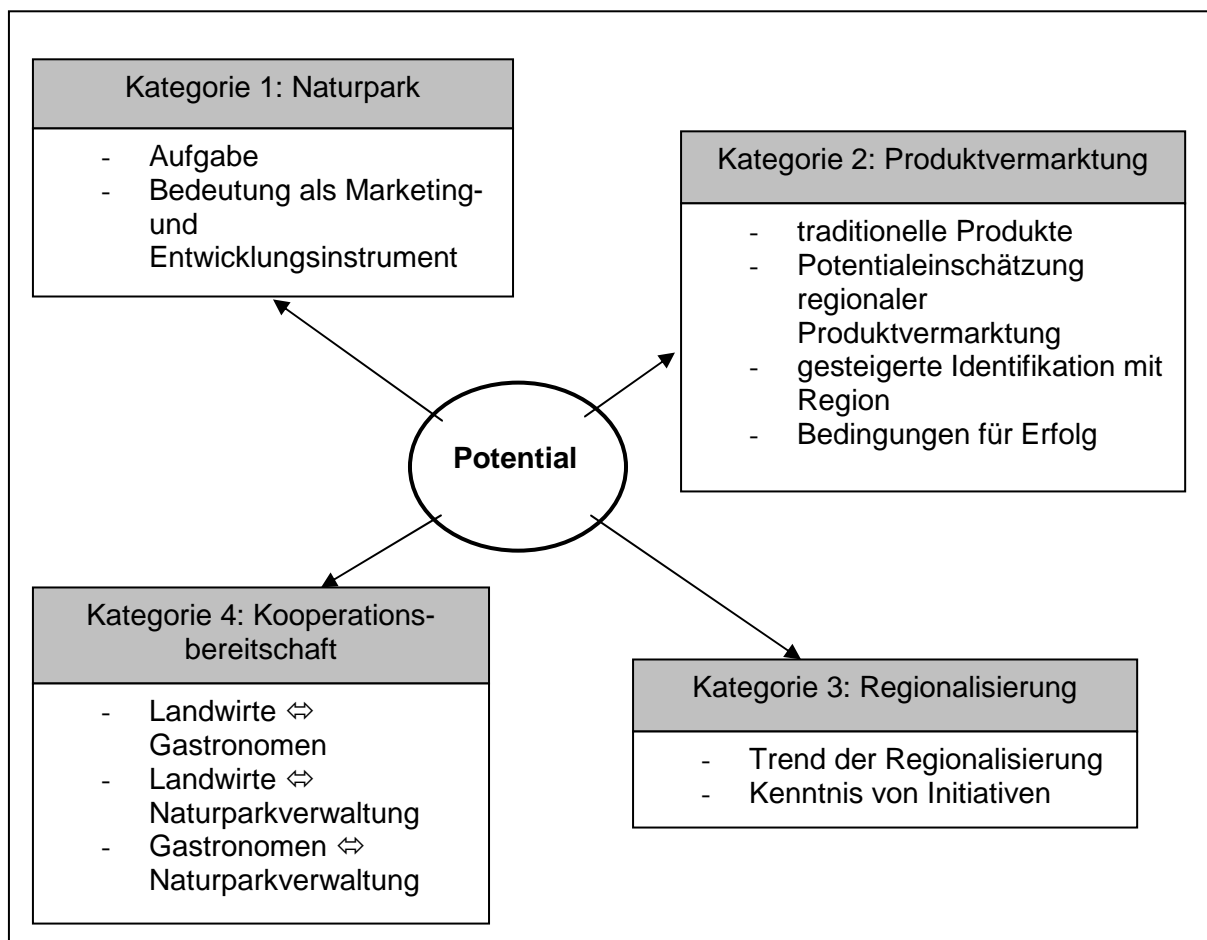 Kategorie 1: Naturpark
- Aufgabe
- Bedeutung als Marketing-
und
Entwicklungsinstrument
Kategorie 2: Produktvermarktung
- traditionelle Produkte
- Potentialeinschätzung
regionaler
Produktvermarktung
- gesteigerte Identifikation mit
Region
- Bedingungen für Erfolg
Potential
Kategorie 4: Kooperations-
bereitschaft
- Landwirte ⇔
Gastronomen
- Landwirte ⇔
Naturparkverwaltung
- Gastronomen ⇔
Naturparkverwaltung
Kategorie 3: Regionalisierung
- Trend der Regionalisierung
- Kenntnis von Initiativen